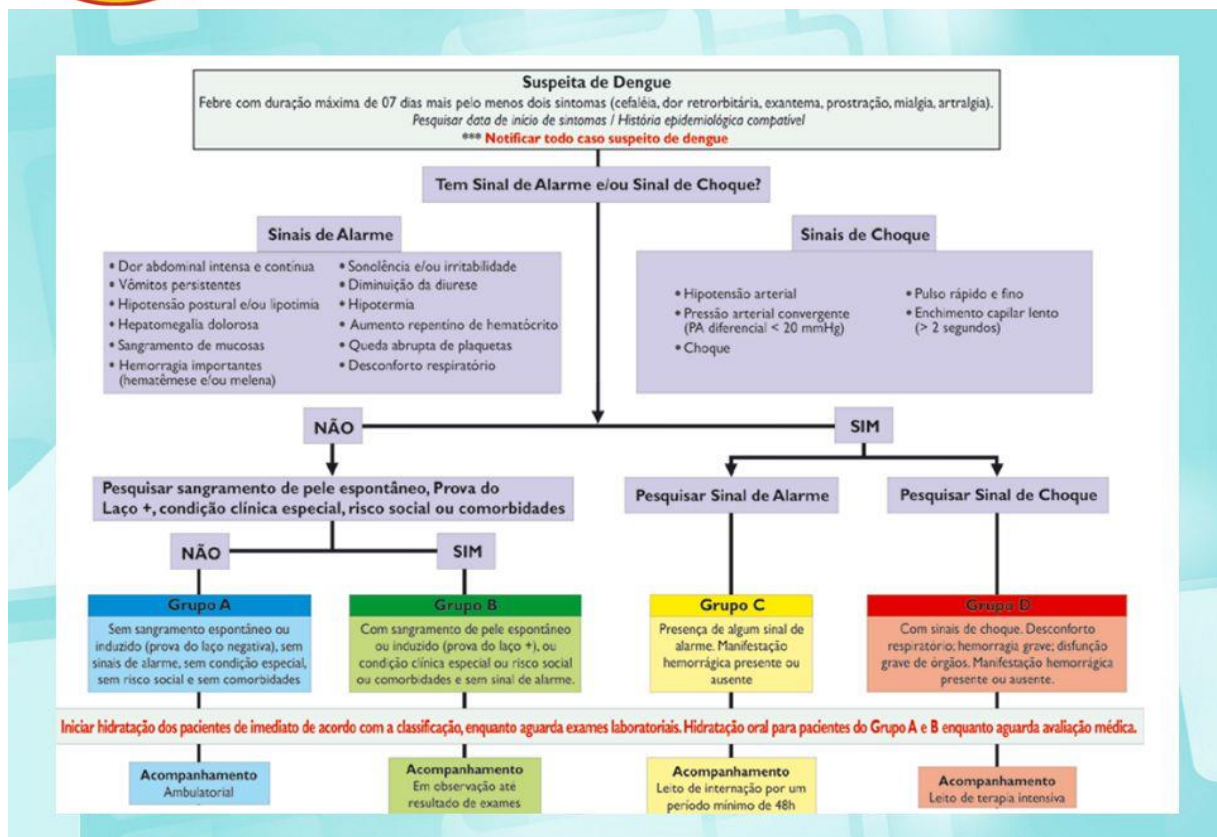 Suspeita de Dengue
Febre com duração máxima de 07 dias mais pelo menos dois sintomas (cefaléia, dor retrorbitária, exantema, prostração, mialgia, artralgia).
Pesquisar data de início de sintomas / História epidemiológica compatível
*** Notificar todo caso suspeito de dengue
Tem Sinal de Alarme e/ou Sinal de Choque?
Sinais de Alarme
• Dor abdominal intensa e contínua
• Vômitos persistentes
• Hipotensão postural e/ou lipotimia
• Hepatomegalia dolorosa
• Sangramento de mucosas
• Hemorragia importantes
(hematêmese e/ou melena)
• Sonolência e/ou irritabilidade
• Diminuição da diurese
• Hipotermia
• Aumento repentino de hematócrito
• Queda abrupta de plaquetas
• Desconforto respiratório
Sinais de Choque
• Hipotensão arterial
• Pressão arterial convergente
(PA diferencial < 20 mmHg)
• Choque
• Pulso rápido e fino
• Enchimento capilar lento
(> 2 segundos)
NÃO
SIM
Pesquisar sangramento de pele espontâneo, Prova do
Laço +, condição clínica especial, risco social ou comorbidades
Pesquisar Sinal de Alarme
Pesquisar Sinal de Choque
NÃO
SIM
Grupo A
Sem sangramento espontâneo ou
induzido (prova do laço negativa), sem
sinais de alarme, sem condição especial,
sem risco social e sem comorbidades
Grupo B
Com sangramento de pele espontâneo
ou induzido (prova do laço +), ou
condição clínica especial ou risco social
ou comorbidades e sem sinal de alarme.
Grupo C
Presença de algum sinal de
alarme. Manifestação
hemorrágica presente ou
ausente
Grupo D
Com sinais de choque. Desconforto
respiratório; hemorragia grave; disfunção
grave de órgãos. Manifestação hemorrágica
presente ou ausente.
Iniciar hidratação dos pacientes de imediato de acordo com a classificação, enquanto aguarda exames laboratoriais. Hidratação oral para pacientes do Grupo A e B enquanto aguarda avaliação médica.
Acompanhamento
Ambulatorial
Acompanhamento
Em observação até
resultado de exames
Acompanhamento
Leito de internação por um
período mínimo de 48h
Acompanhamento
Leito de terapia intensiva